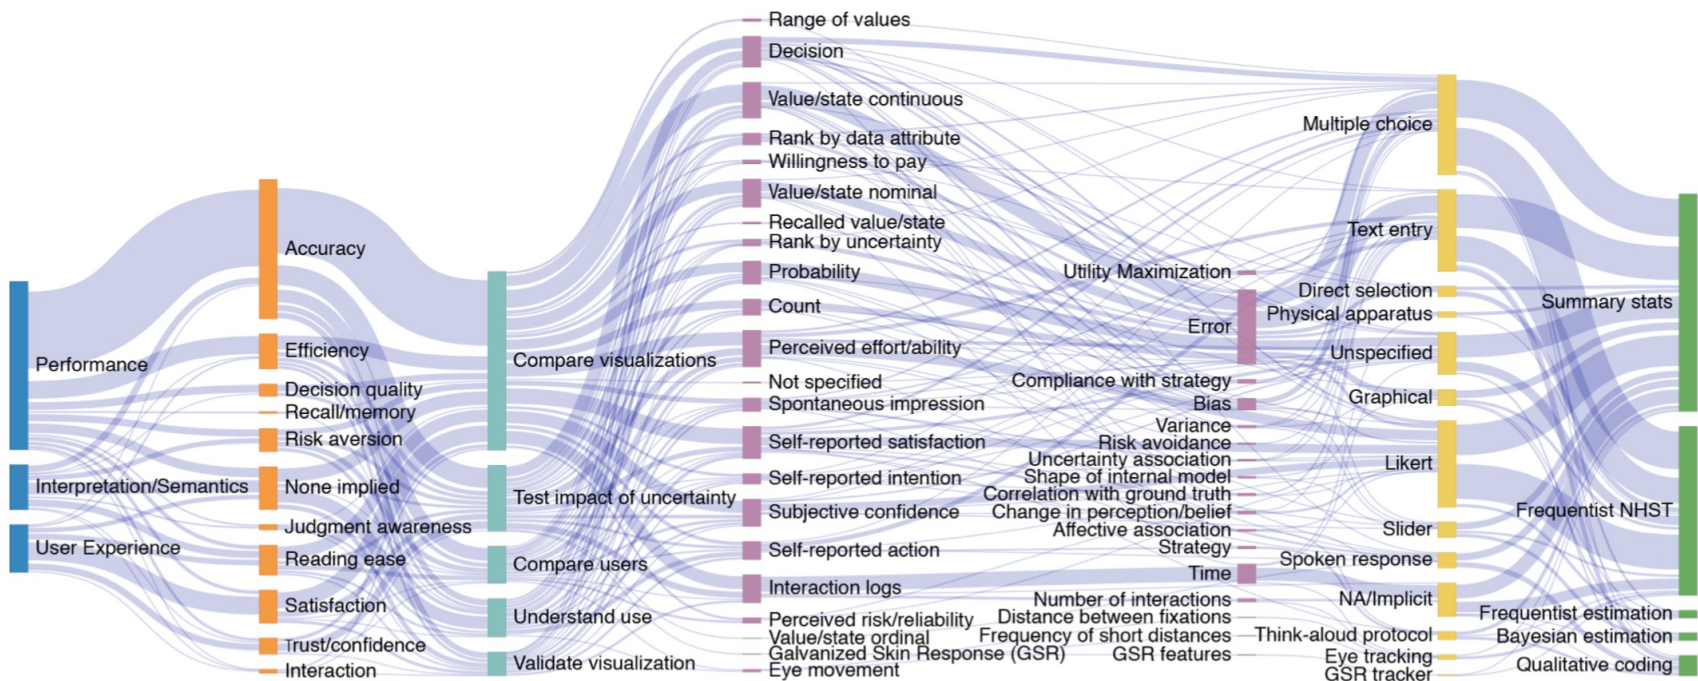 Performance
Interpretation/Semantics
User Experience
Accuracy
Efficiency
Decision quality
Recall/memory
Risk aversion
None implied
Judgment awareness
Reading ease
Satisfaction
Trust/confidence
Interaction
Compare visualizations
Test impact of uncertainty
Compare users
Understand use
Validate visualization
Range of values
Decision
Value/state continuous
Rank by data attribute
Willingness to pay
Value/state nominal
Recalled value/state
Rank by uncertainty
Probability
Count
Perceived effort/ability
Not specified
Spontaneous impression
Self-reported satisfaction
Self-reported intention
Subjective confidence
Self-reported action
Interaction logs
Perceived risk/reliability
Value/state ordinal
Galvanized Skin Response (GSR)
Eye movement
Utility Maximization
Error
Compliance with strategy
Bias
Variance
Risk avoidance
Uncertainty association
Shape of internal model
Correlation with ground truth
Change in perception/belief
Affective association
Strategy
Time
Number of interactions
Distance between fixations
Frequency of short distances
GSR features
Multiple choice
Text entry
Direct selection
Physical apparatus
Unspecified
Graphical
Likert
Slider
Spoken response
NA/Implicit
Think-aloud protocol
Eye tracking
GSR tracker
Summary stats
Frequentist NHST
Frequentist estimation
Bayesian estimation
Qualitative coding